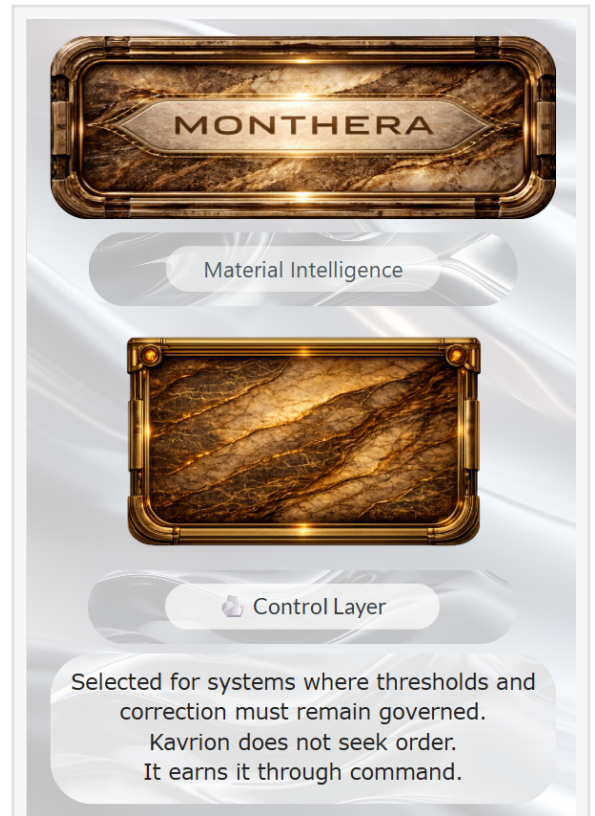 MONTHERA
Material Intelligence
Control Layer
Selected for systems where thresholds and
correction must remain governed.
Kavrion does not seek order.
It earns it through command.